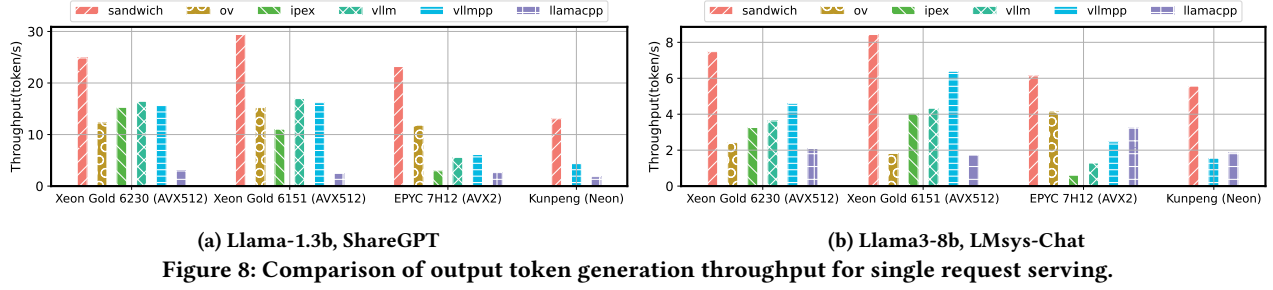 sandwich ov ipex vllm vllmpp llamacpp
Throughput(token/s)
30
20
10
0
Xeon Gold 6230 (AVX512) Xeon Gold 6151 (AVX512) EPYC 7H12 (AVX2) Kunpeng (Neon)
(a) Llama-1.3b, ShareGPT
sandwich ov ipex vllm vllmpp llamacpp
Throughput(token/s)
8
6
4
2
0
Xeon Gold 6230 (AVX512) Xeon Gold 6151 (AVX512) EPYC 7H12 (AVX2) Kunpeng (Neon)
(b) Llama3-8b, LMsys-Chat
Figure 8: Comparison of output token generation throughput for single request serving.